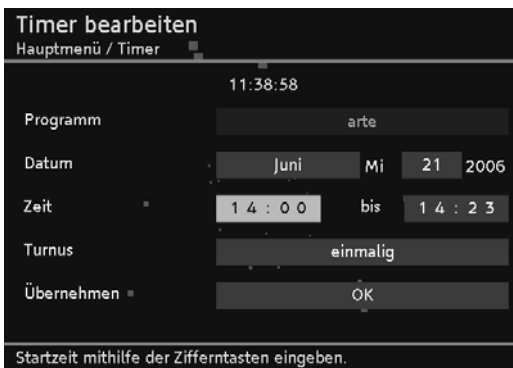 Timer bearbeiten
Hauptmenü / Timer
11:38:58
Programm arte
Datum Juni Mi 21 2006
Zeit 14:00 bis 14:23
Turnus einmalig
Übernehmen OK
Startzeit mithilfe der Zifferntasten eingeben.